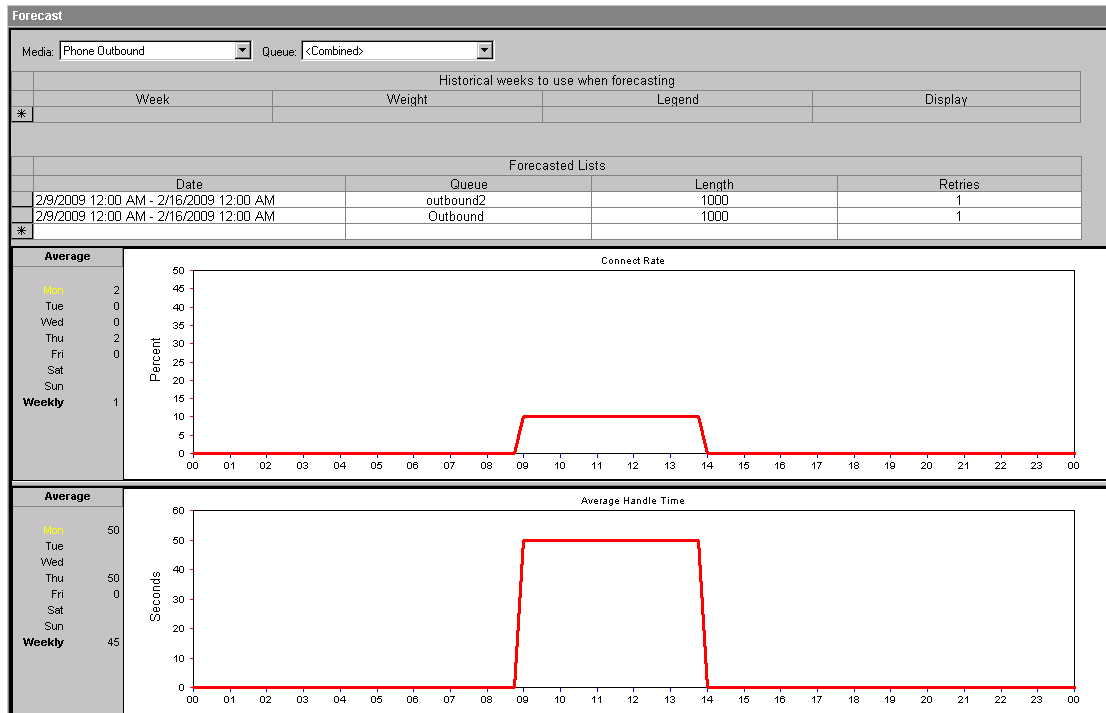 Forecast
Media: Phone Outbound Queue: <Combined>
Historical weeks to use when forecasting
Week Weight Legend Display
*
Forecasted Lists
Date Queue Length Retries
2/9/2009 12:00 AM - 2/16/2009 12:00 AM outbound2 1000 1
2/9/2009 12:00 AM - 2/16/2009 12:00 AM Outbound 1000 1
*
Average
Mon 2
Tue 0
Wed 0
Thu 2
Fri 0
Sat
Sun
Weekly 1
Connect Rate
Percent
50
45
40
35
30
25
20
15
10
5
0
00 01 02 03 04 05 06 07 08 09 10 11 12 13 14 15 16 17 18 19 20 21 22 23 00
Average
Mon 50
Tue
Wed
Thu 50
Fri 0
Sat
Sun
Weekly 45
Average Handle Time
Seconds
60
50
40
30
20
10
0
00 01 02 03 04 05 06 07 08 09 10 11 12 13 14 15 16 17 18 19 20 21 22 23 00